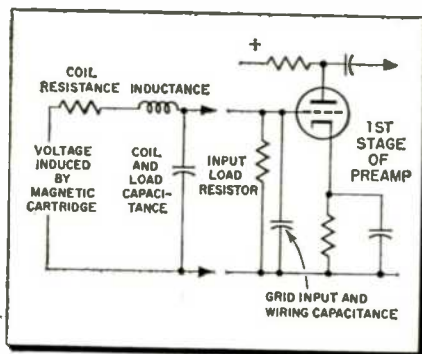 +
COIL
RESISTANCE INDUCTANCE
VOLTAGE
INDUCED
BY
MAGNETIC
CARTRIDGE
COIL
AND
LOAD
CAPACI-
TANCE
INPUT
LOAD
RESISTOR
1ST
STAGE
OF
PREAMP
GRID INPUT AND
WIRING CAPACITANCE